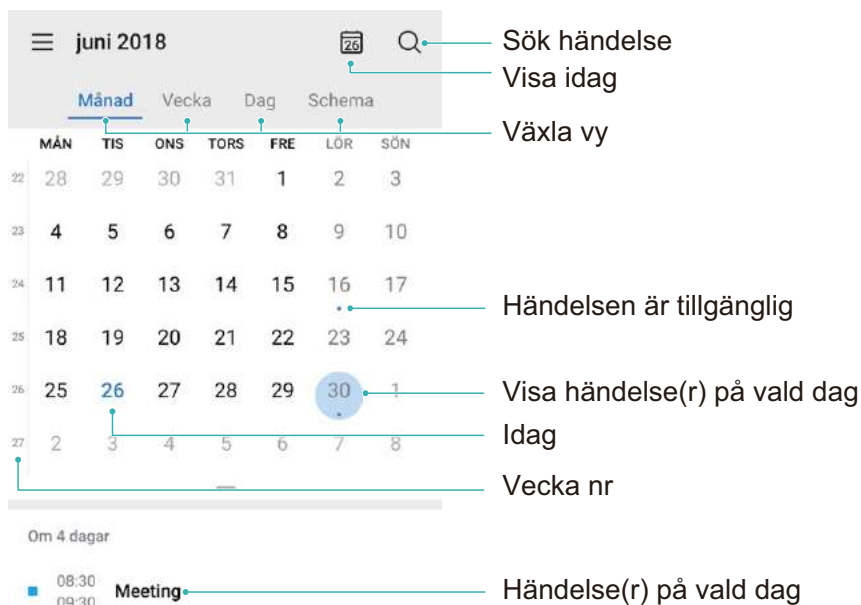 juni 2018 26 Sök händelse
Visa idag
Månad Vecka Dag Schema
Växla vy
MÅN TIS ONS TORS FRE LÖR SÖN
22 28 29 30 31 1 2 3
23 4 5 6 7 8 9 10
24 11 12 13 14 15 16 17
Händelsen är tillgänglig
25 18 19 20 21 22 23 24
26 25 26 27 28 29 30 1 Visa händelse(r) på vald dag
Idag
27 2 3 4 5 6 7 8
Vecka nr
Om 4 dagar
08:30
Meeting Händelse(r) på vald dag
09:30